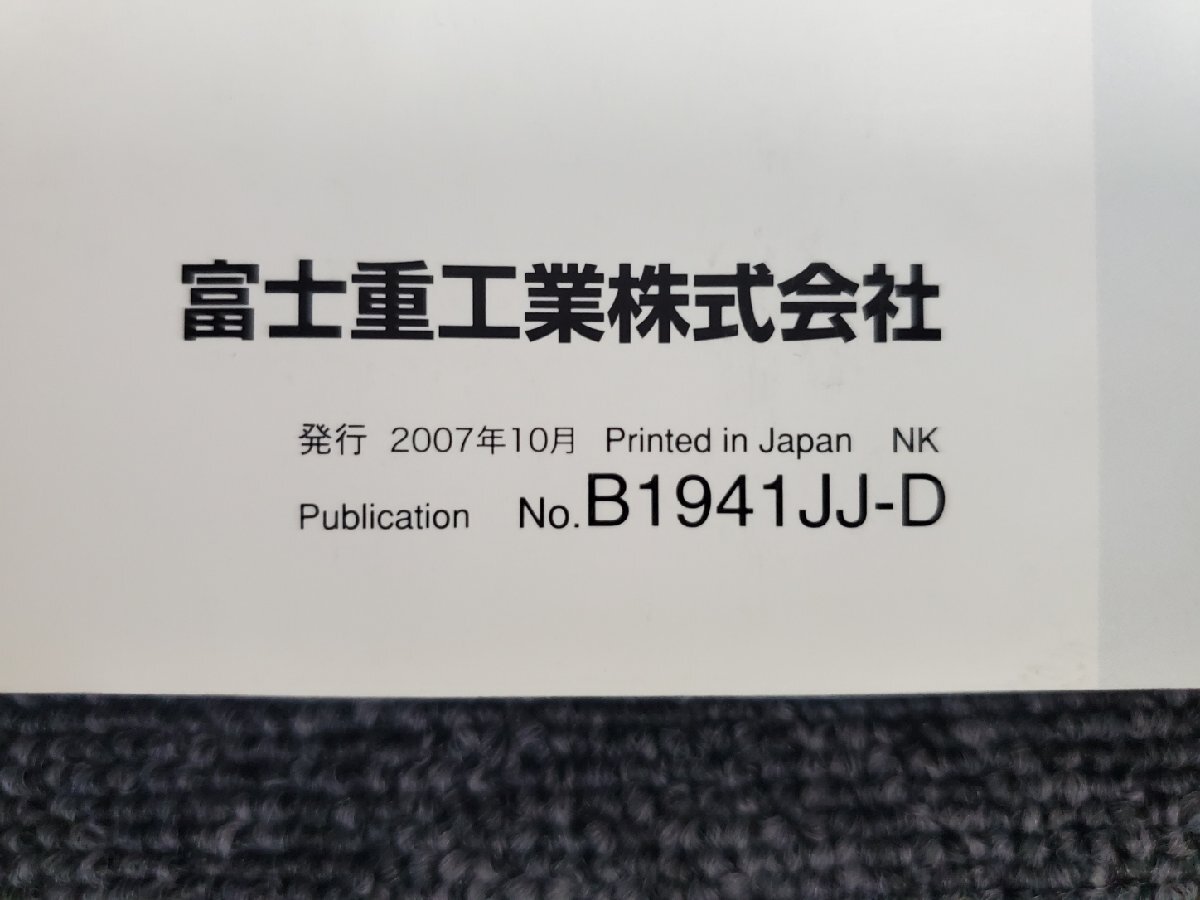 富士重工業株式会社
発行 2007年10月 Printed in Japan NK
Publication No.B1941JJ-D